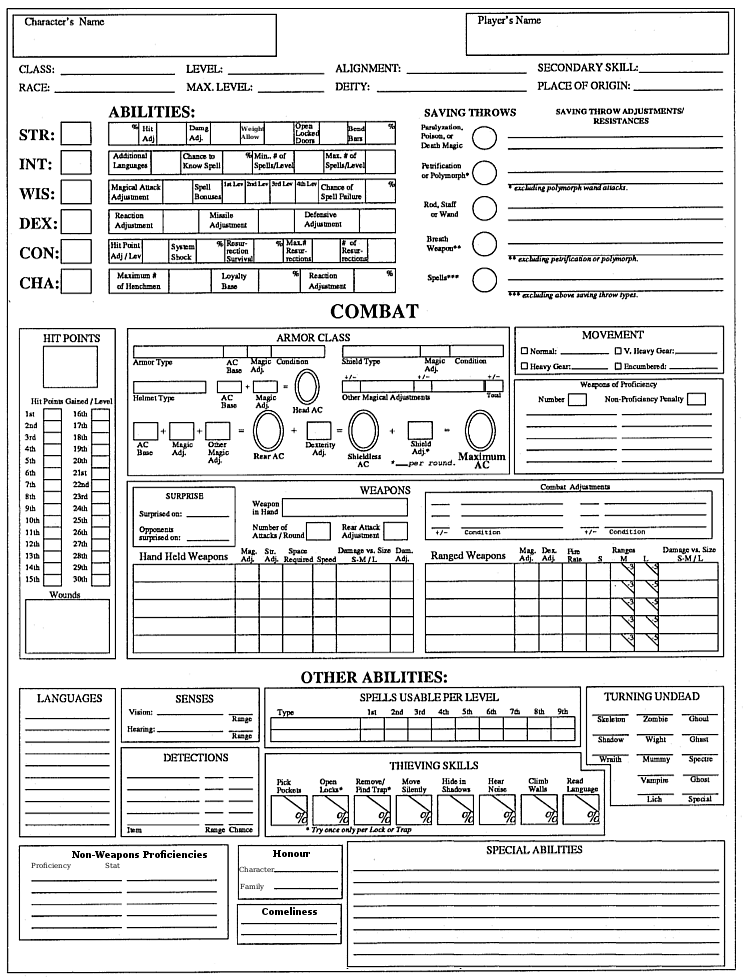 Character's Name
Player's Name
CLASS: LEVEL: ALIGNMENT: SECONDARY SKILL:
RACE: MAX. LEVEL: DEITY: PLACE OF ORIGIN:
ABILITIES:
STR: % Hit Adj Damg Adj. Weight Allow Open Locked Doors Bend Bars %
INT: Additional Languages Chance to Know Spell % Min.. # of Spells/Level Max. # of Spells/Level
WIS: Magical Attack Adjustment Spell Bonuses 1st Lev 2nd Lev 3rd Lev 4th Lev Chance of Spell Failure
DEX: Reaction Adjustment Missile Adjustment Defensive Adjustment
CON: Hit Point Adj / Lev System Shock % Resurrection Survival % Max.# Resurrections # of Resurrections
CHA: Maximum # of Henchmen Loyalty Base % Reaction Adjustment %
SAVING THROWS
Paralyzation,
Poison, or
Death Magic
Petrification
or Polymorph*
Rod, Staff
or Wand
Breath
Weapon**
Spells***
SAVING THROW ADJUSTMENTS/
RESISTANCES
* excluding polymorph wand attacks.
** excluding petrification or polymorph.
*** excluding above saving throw types.
COMBAT
HIT POINTS
Hit Points Gained / Level
1st 16th
2nd 17th
3rd 18th
4th 19th
5th 20th
6th 21st
7th 22nd
8th 23rd
9th 24th
10th 25th
11th 26th
12th 27th
13th 28th
14th 29th
15th 30th
Wounds
ARMOR CLASS
Armor Type AC Base Magic Adj. Condition Shield Type Magic Adj. Condition
+/- +/- +/-
Helmet Type AC Base + Magic Adj. = Head AC Other Magical Adjustments Total
AC Base + Magic Adj. + Other Magic Adj. = Rear AC + Dexterity Adj. = Shieldless AC + Shield Adj.* = Maximum AC
* per round.
MOVEMENT
Normal: V. Heavy Gear:
Heavy Gear: Encumbered:
Weapons of Proficiency
Number Non-Proficiency Penalty
SURPRISE
Surprised on:
Opponents
surprised on:
WEAPONS
Weapon
in Hand
Number of
Attacks / Round
Rear Attack
Adjustment
Combat Adjustments
+/- Condition +/- Condition
Hand Held Weapons Mag. Adj. Str. Adj. Space Required Speed Damage vs. Size S-M / L Dam. Adj.
Ranged Weapons Mag. Adj. Dex. Adj. Fire Rate Ranges S M L Damage vs. Size S-M / L
.3 .5
.3 .5
.3 .5
.3 .5
.3 .5
OTHER ABILITIES:
LANGUAGES
SENSES
Vision:
Range
Hearing:
Range
DETECTIONS
Item Range Chance
SPELLS USABLE PER LEVEL
Type 1st 2nd 3rd 4th 5th 6th 7th 8th 9th
THIEVING SKILLS
Pick Pockets Open Locks* Remove/ Find Trap* Move Silently Hide in Shadows Hear Noise Climb Walls Read Language
% % % % % % % %
* Try once only per Lock or Trap
TURNING UNDEAD
Skeleton Zombie Ghoul
Shadow Wight Ghast
Wraith Mummy Spectre
Vampire Ghost
Lich Special
Non-Weapons Proficiencies
Proficiency Stat
Honour
Character
Family
Comeliness
SPECIAL ABILITIES